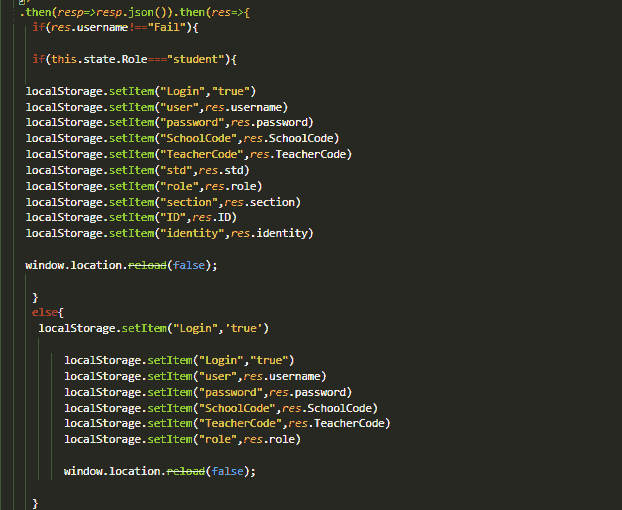 .then(resp=>resp.json()).then(res=>{
if(res.username!=="Fail"){
if(this.state.Role==="student"){
localStorage.setItem("Login","true")
localStorage.setItem("user",res.username)
localStorage.setItem("password",res.password)
localStorage.setItem("SchoolCode",res.SchoolCode)
localStorage.setItem("TeacherCode",res.TeacherCode)
localStorage.setItem("std",res.std)
localStorage.setItem("role",res.role)
localStorage.setItem("section",res.section)
localStorage.setItem("ID",res.ID)
localStorage.setItem("identity",res.identity)
window.location.reload(false);
}
else{
localStorage.setItem("Login",'true')
localStorage.setItem("Login","true")
localStorage.setItem("user",res.username)
localStorage.setItem("password",res.password)
localStorage.setItem("SchoolCode",res.SchoolCode)
localStorage.setItem("TeacherCode",res.TeacherCode)
localStorage.setItem("role",res.role)
window.location.reload(false);
}